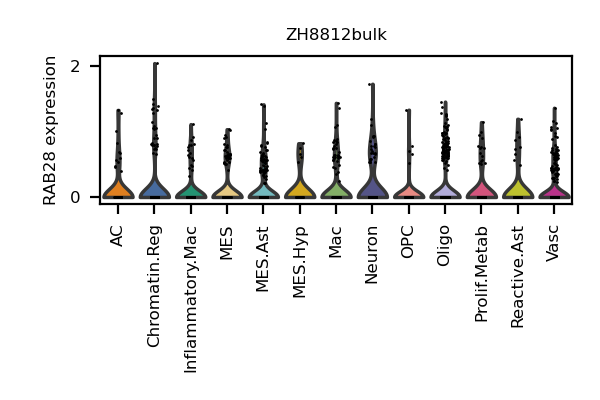 ZH8812bulk
RAB28 expression
2
0
AC
Chromatin.Reg
Inflammatory.Mac
MES
MES.Ast
MES.Hyp
Mac
Neuron
OPC
Oligo
Prolif.Metab
Reactive.Ast
Vasc